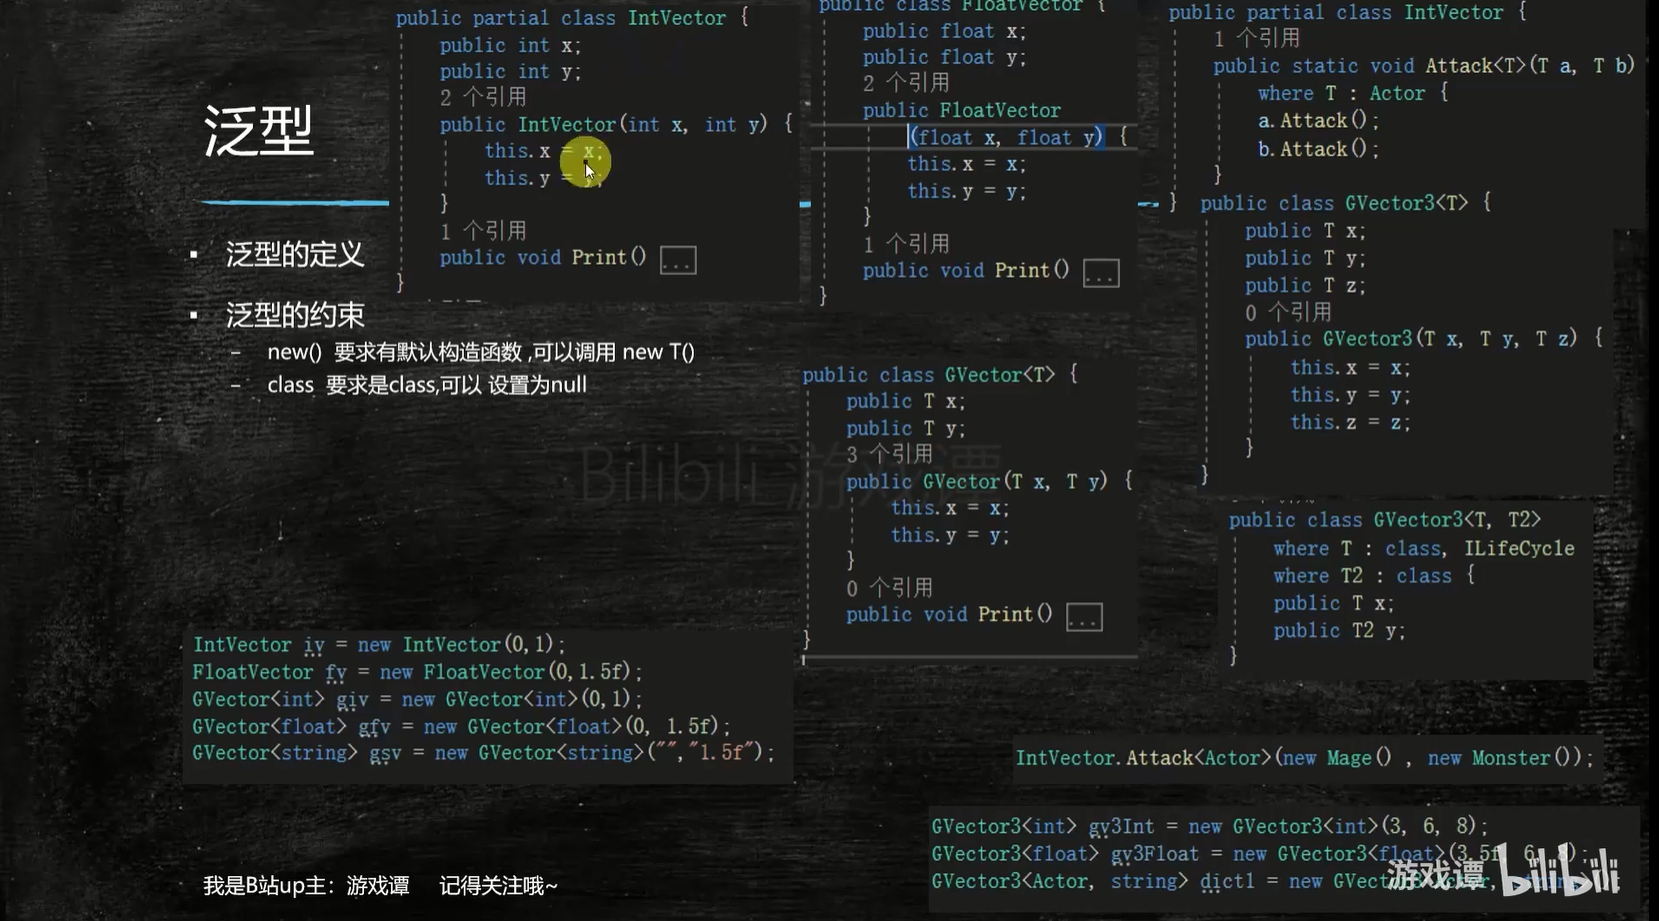 泛型
▪ 泛型的定义
▪ 泛型的约束
– new() 要求有默认构造函数 ,可以调用 new T()
– class 要求是class,可以 设置为null
public partial class IntVector {
public int x;
public int y;
2 个引用
public IntVector(int x, int y) {
this.x = x;
this.y = y;
}
1 个引用
public void Print() ...
}
public class FloatVector {
public float x;
public float y;
2 个引用
public FloatVector
(float x, float y) {
this.x = x;
this.y = y;
}
1 个引用
public void Print() ...
}
public partial class IntVector {
1 个引用
public static void Attack<T>(T a, T b)
where T : Actor {
a.Attack();
b.Attack();
}
}
public class GVector3<T> {
public T x;
public T y;
public T z;
0 个引用
public GVector3(T x, T y, T z) {
this.x = x;
this.y = y;
this.z = z;
}
}
public class GVector<T> {
public T x;
public T y;
3 个引用
public GVector(T x, T y) {
this.x = x;
this.y = y;
}
0 个引用
public void Print() ...
}
public class GVector3<T, T2>
where T : class, ILifeCycle
where T2 : class {
public T x;
public T2 y;
}
Bilibili 游戏谭
IntVector iv = new IntVector(0,1);
FloatVector fv = new FloatVector(0,1.5f);
GVector<int> giv = new GVector<int>(0,1);
GVector<float> gfv = new GVector<float>(0, 1.5f);
GVector<string> gsv = new GVector<string>("","1.5f");
IntVector.Attack<Actor>(new Mage() , new Monster());
GVector3<int> gv3Int = new GVector3<int>(3, 6, 8);
GVector3<float> gv3Float = new GVector3<float>(3.5f, 6, 8);
GVector3<Actor, string> dict1 = new
我是B站up主：游戏谭 记得关注哦~
游戏谭 bilibili